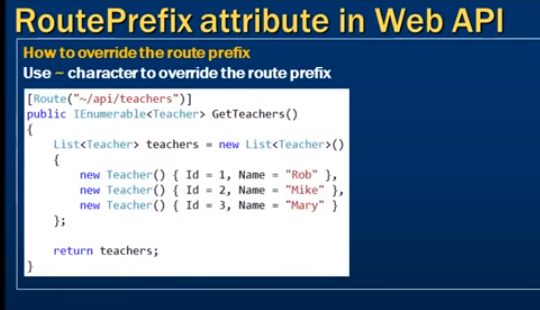 RoutePrefix attribute in Web API
How to override the route prefix
Use ~ character to override the route prefix
[Route("~/api/teachers")]
public IEnumerable<Teacher> GetTeachers()
{
    List<Teacher> teachers = new List<Teacher>()
    {
        new Teacher() { Id = 1, Name = "Rob" },
        new Teacher() { Id = 2, Name = "Mike" },
        new Teacher() { Id = 3, Name = "Mary" }
    };
    return teachers;
}